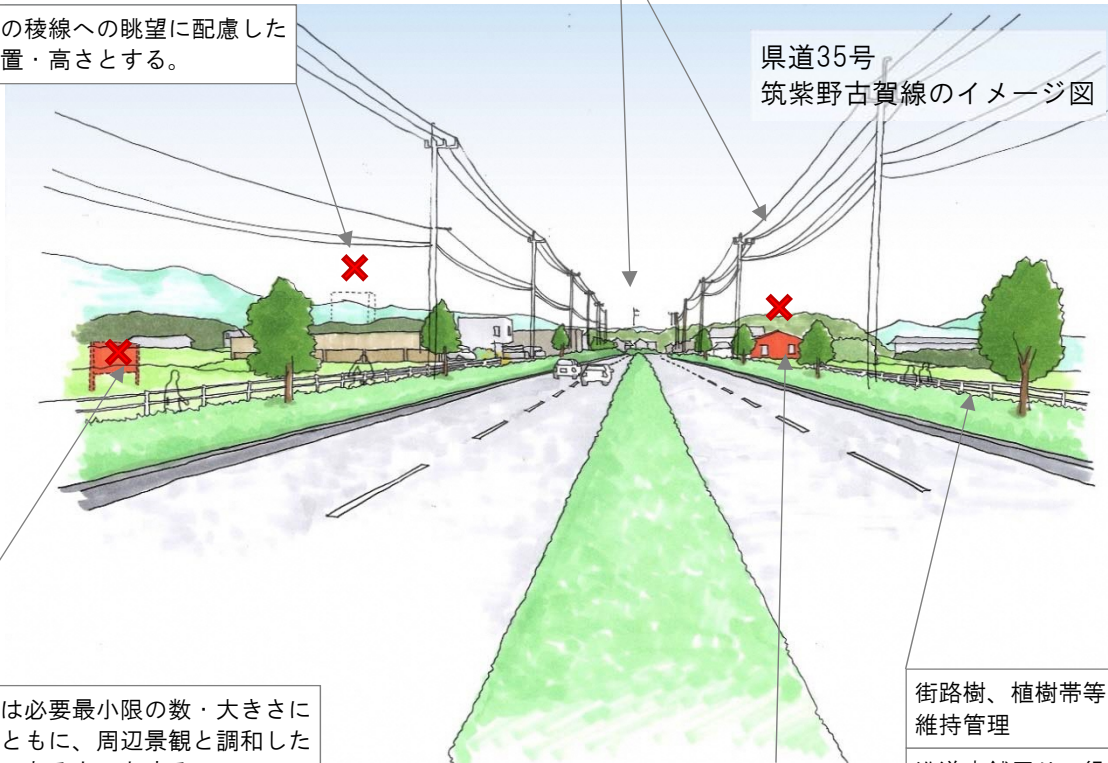 の稜線への眺望に配慮した
置・高さとする。
県道35号
筑紫野古賀線のイメージ図
は必要最小限の数・大きさに
ともに、周辺景観と調和した
街路樹、植樹帯等
維持管理